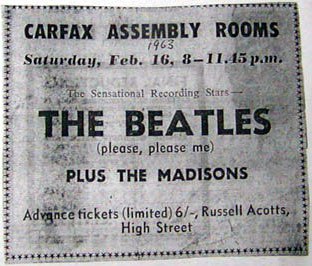 CARFAX ASSEMBLY ROOMS
1963
Saturday, Feb. 16, 8—11.45 p.m.
The Sensational Recording Stars—
THE BEATLES
(please, please me)
PLUS THE MADISONS
Advance tickets (limited) 6/-, Russell Acotts,
High Street